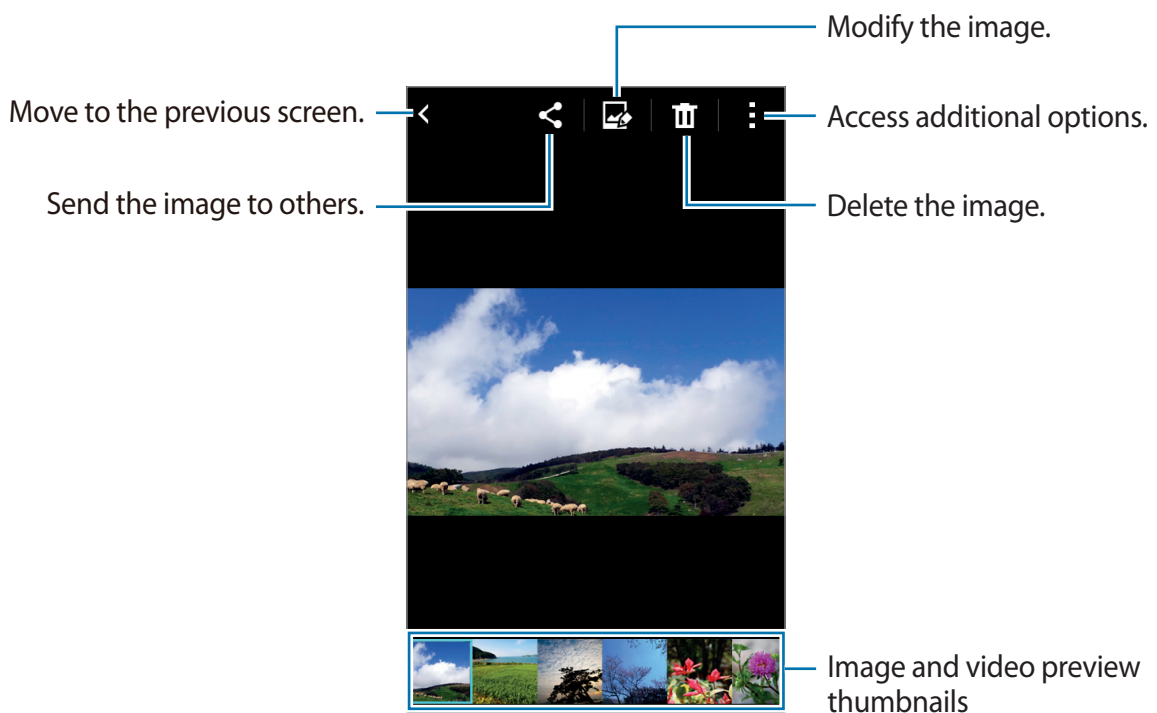 Modify the image.
Move to the previous screen.
Access additional options.
Send the image to others.
Delete the image.
Image and video preview
thumbnails